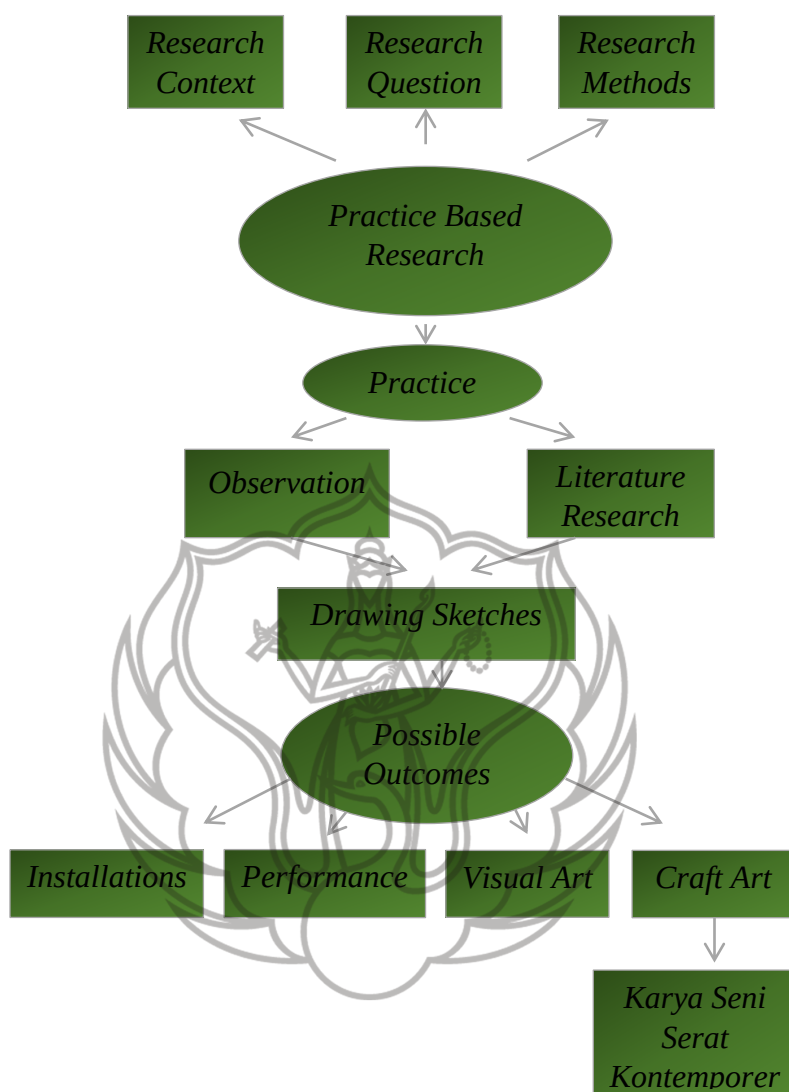 Research
Context
Research
Question
Research
Methods
Practice Based
Research
Practice
Observation
Literature
Research
Drawing Sketches
Possible
Outcomes
Installations
Performance
Visual Art
Craft Art
Karya Seni
Serat
Kontemporer